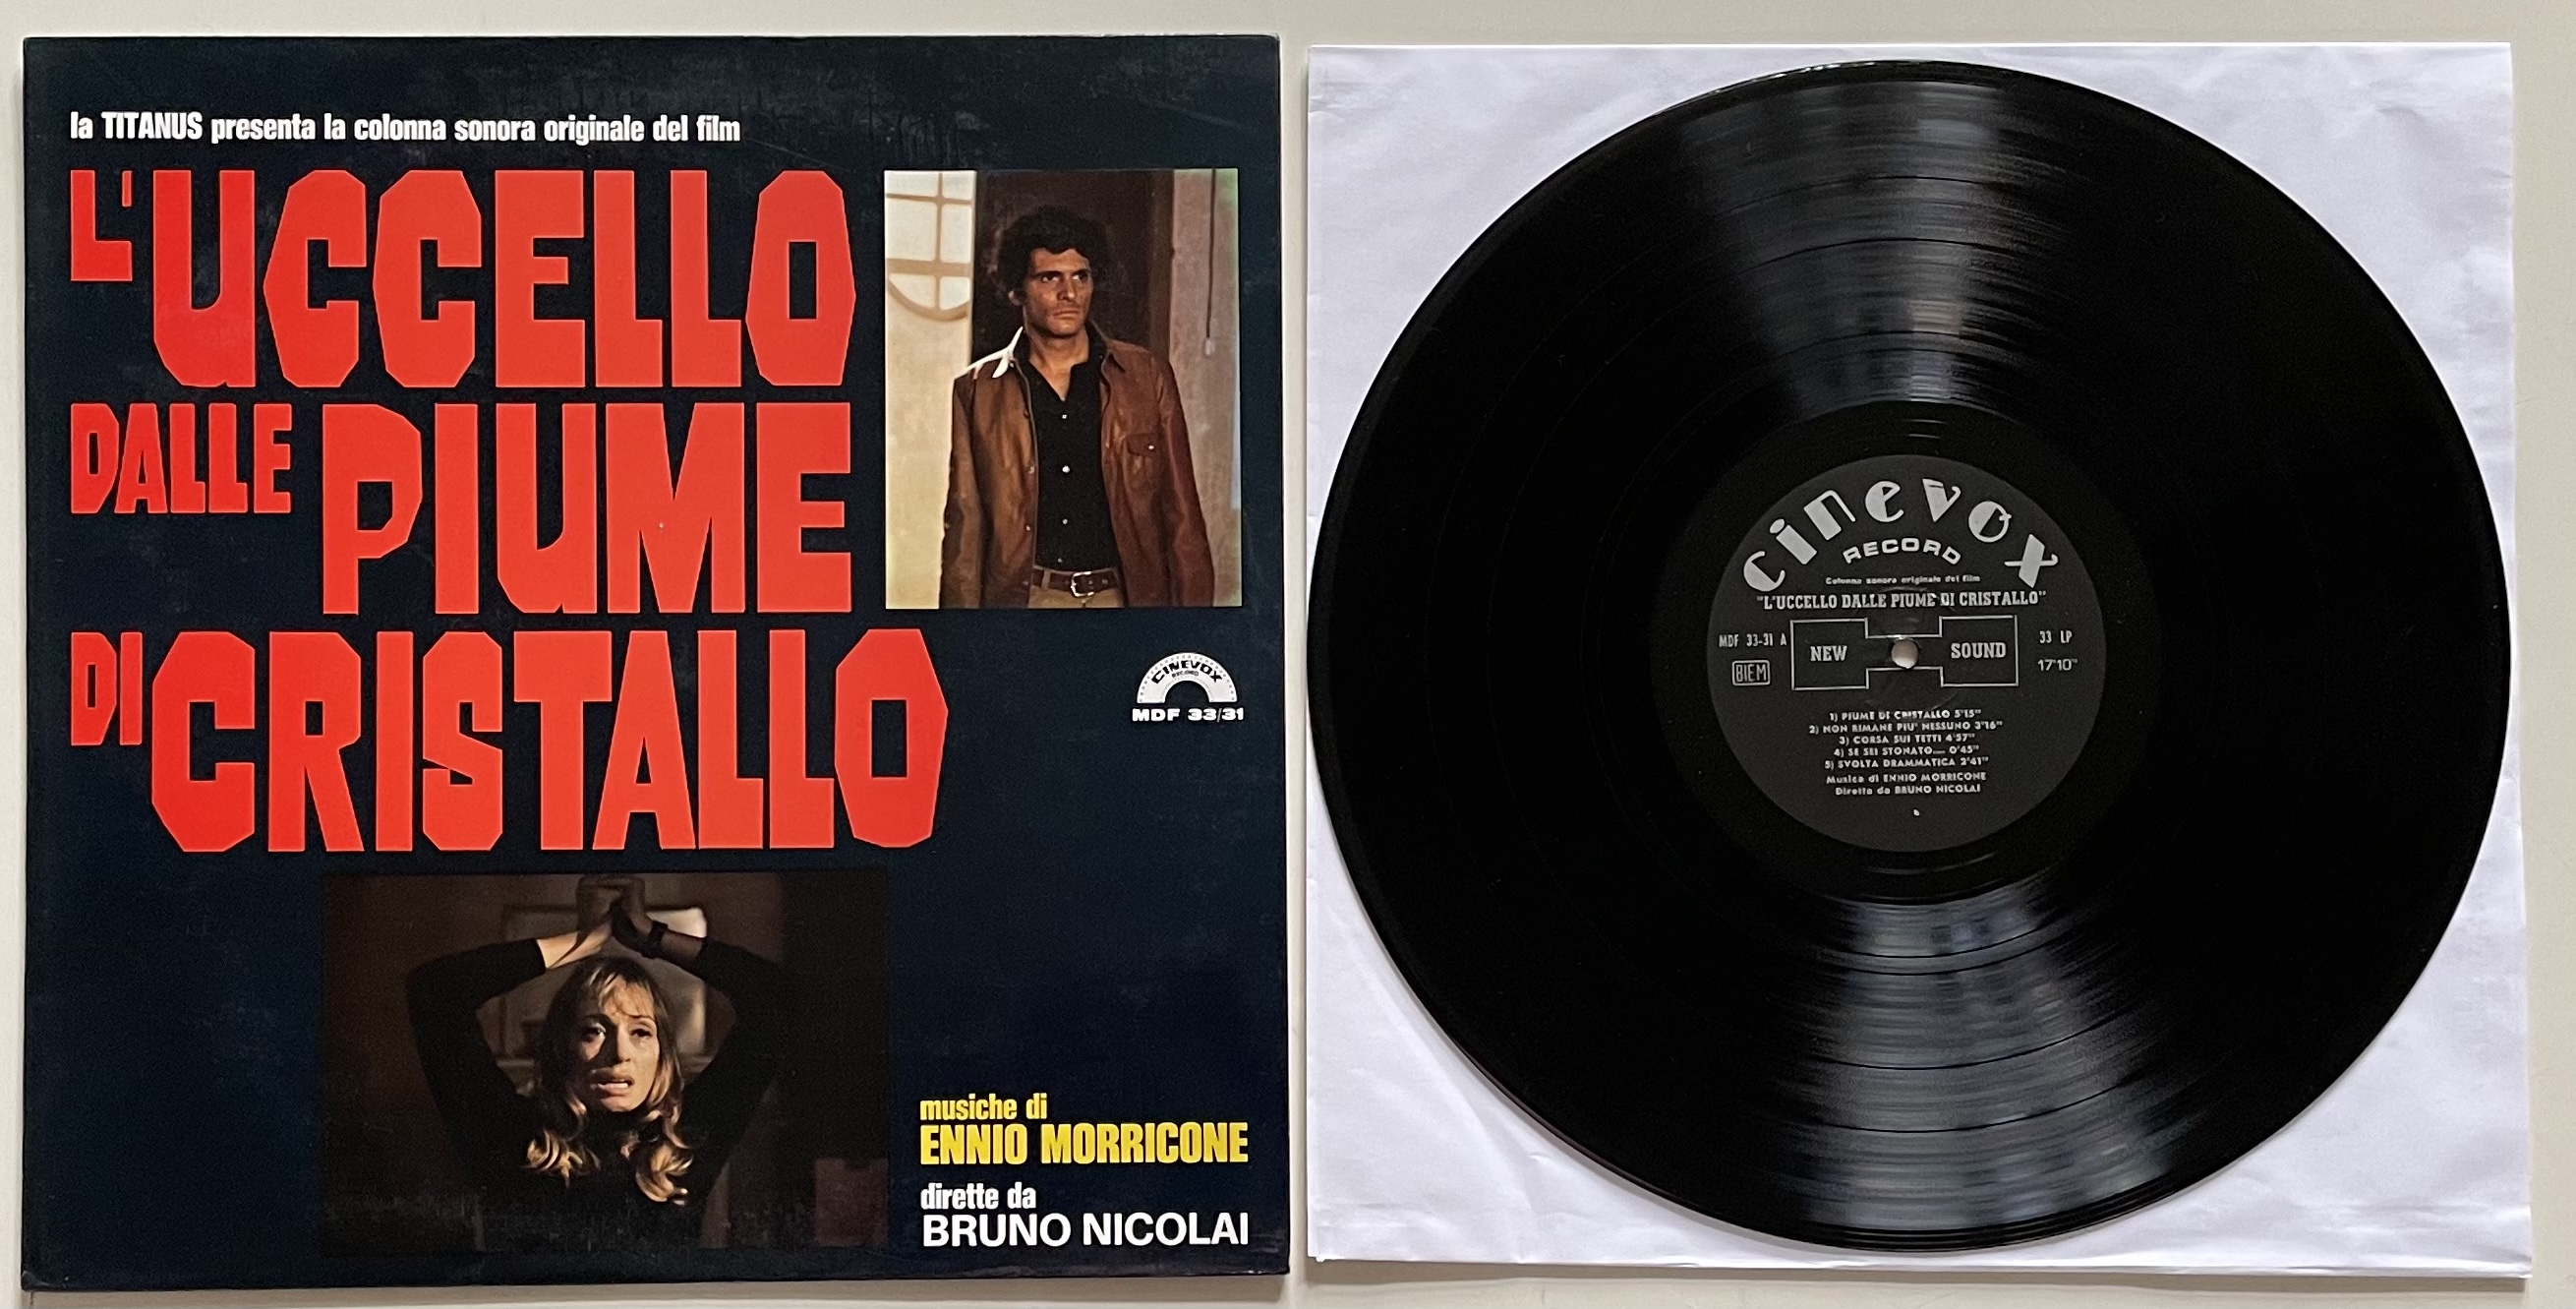 la TITANUS presenta la colonna sonora originale del film
L'UCCELLO
DALLE PIUME
DI CRISTALLO
CINEVOX
RECORD
MDF 33/31
musiche di
ENNIO MORRICONE
dirette da
BRUNO NICOLAI
cinevox
RECORD
Colonna sonora originale del film
"L'UCCELLO DALLE PIUME DI CRISTALLO"
MDF 33-31 A
BIEM
NEW SOUND
33 LP
17'10"
1) PIUME DI CRISTALLO 5'15"
2) NON RIMANE PIU' NESSUNO 3'16"
3) CORSA SUI TETTI 4'57"
4) SE SEI STONATO.... 0'45"
5) SVOLTA DRAMMATICA 2'41"
Musica di ENNIO MORRICONE
Diretta da BRUNO NICOLAI